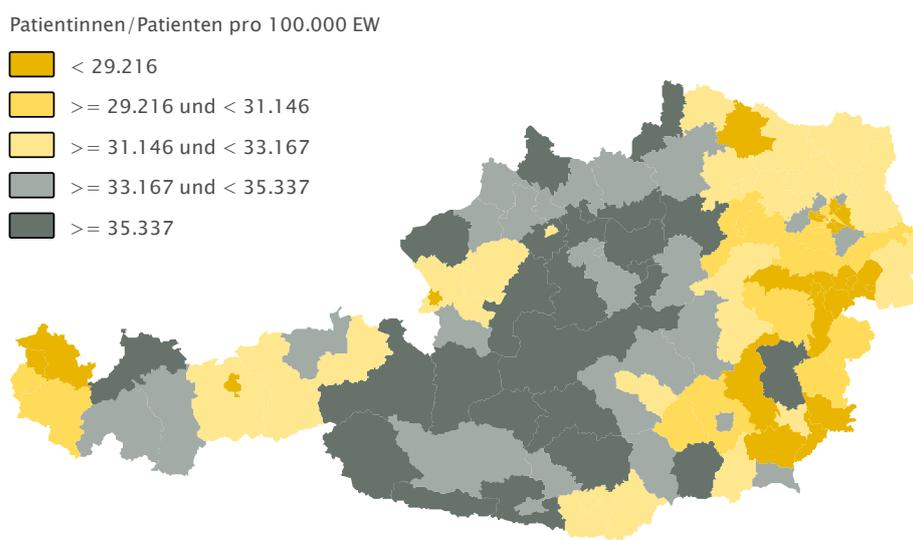 Patientinnen/Patienten pro 100.000 EW
< 29.216
>= 29.216 und < 31.146
>= 31.146 und < 33.167
>= 33.167 und < 35.337
>= 35.337